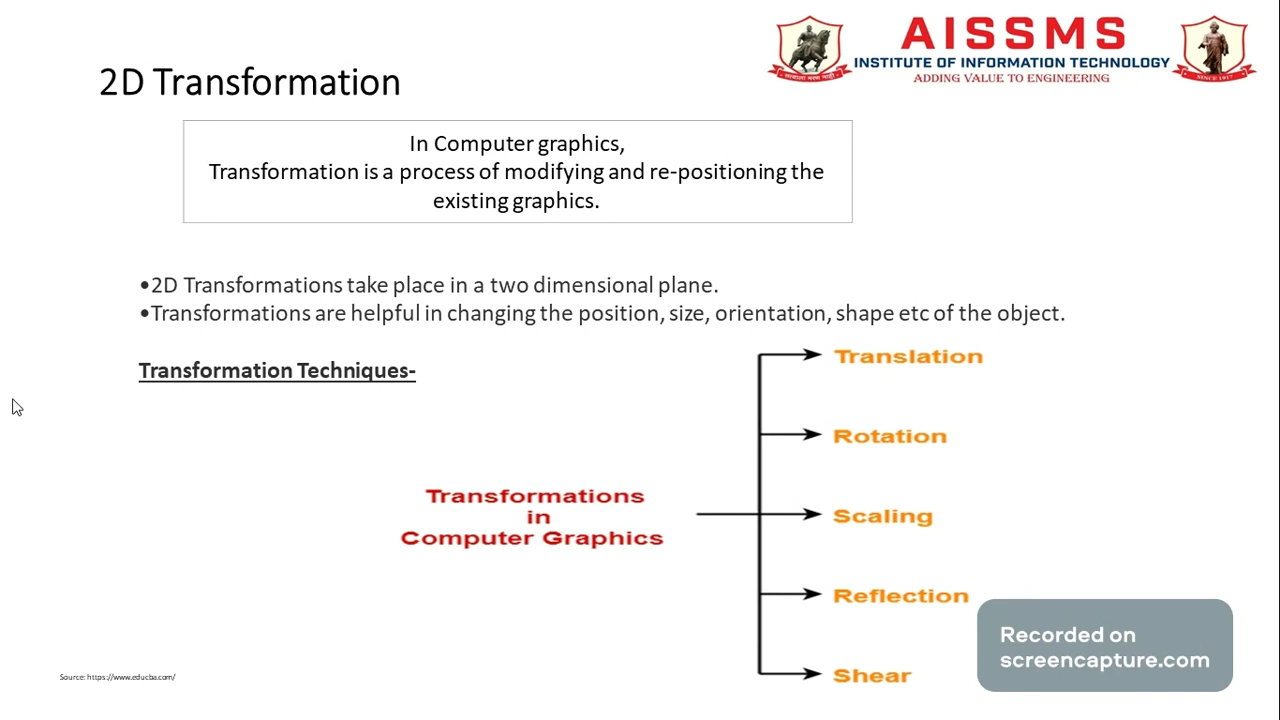 AISSMS
INSTITUTE OF INFORMATION TECHNOLOGY
ADDING VALUE TO ENGINEERING
SINCE 1917
2D Transformation
In Computer graphics,
Transformation is a process of modifying and re-positioning the
existing graphics.
•2D Transformations take place in a two dimensional plane.
•Transformations are helpful in changing the position, size, orientation, shape etc of the object.
Transformation Techniques-
Translation
Rotation
Transformations
in
Computer Graphics
Scaling
Reflection
Shear
Recorded on
screencapture.com
Source: https://www.educba.com/